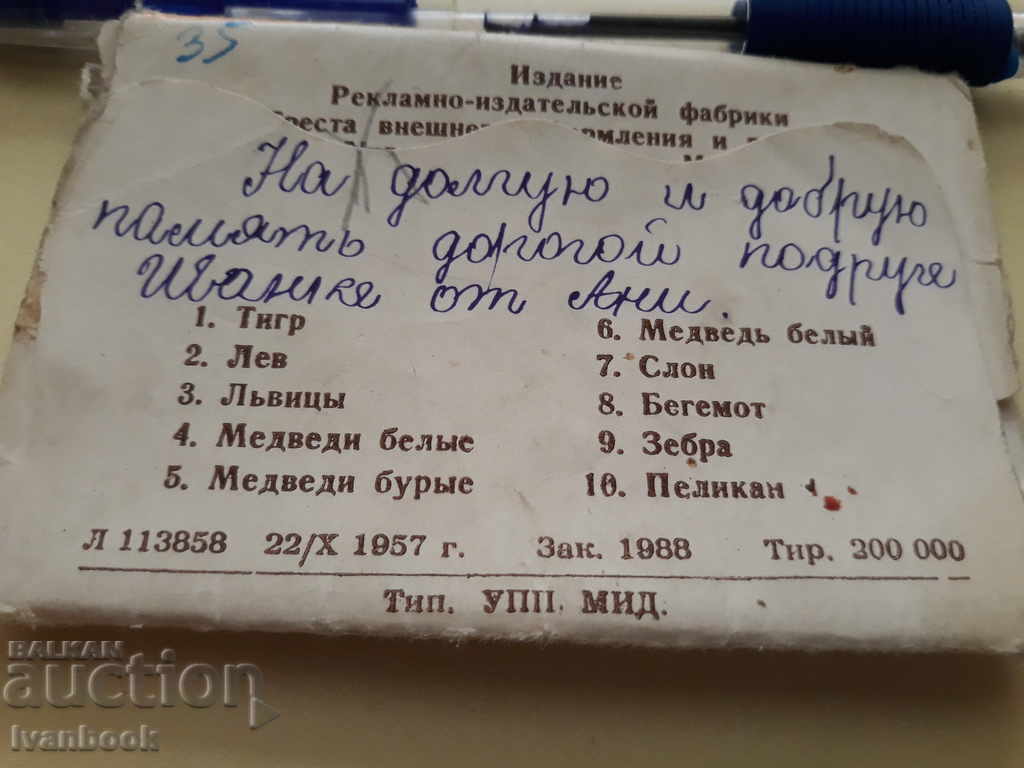 35
Издание
Рекламно-издательской фабрики
внешнего и
На долгую и добрую
память дорогой подруге
Иванке от Ани.
1. Тигр
2. Лев
3. Львицы
4. Медведи белые
5. Медведи бурые
6. Медведь белый
7. Слон
8. Бегемот
9. Зебра
10. Пеликан
Л 113858 22/X 1957 г. Зак. 1988 Тир. 200 000
Тип. УПП. МИД.
BALKAN
auction
Ivanbook